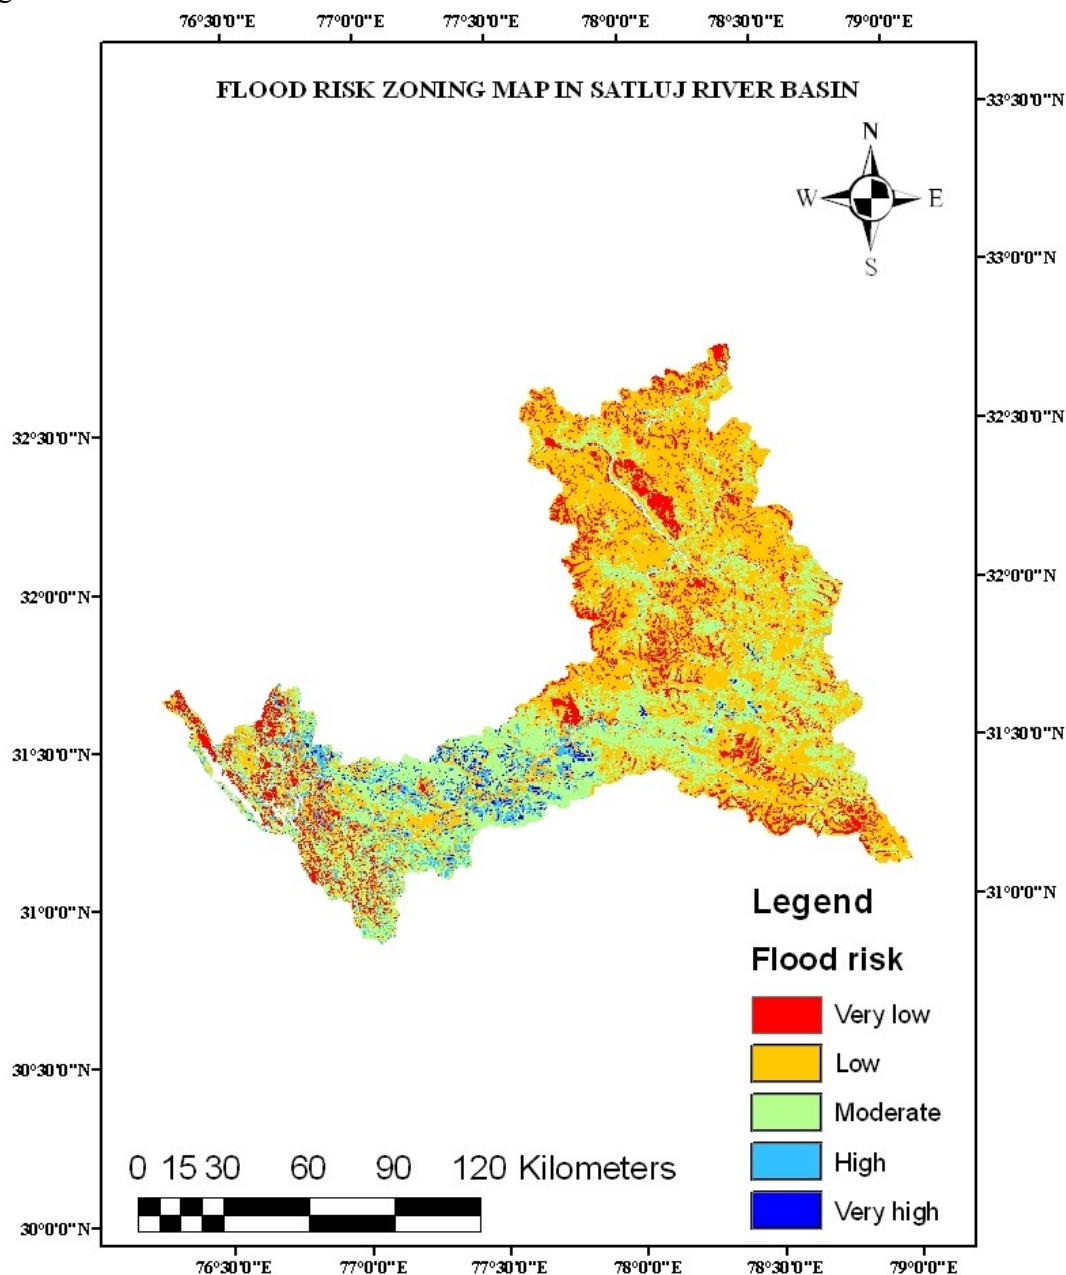 76°30'0"E 77°0'0"E 77°30'0"E 78°0'0"E 78°30'0"E 79°0'0"E
FLOOD RISK ZONING MAP IN SATLUJ RIVER BASIN
33°30'0"N
N
W E
S
33°0'0"N
32°30'0"N
32°30'0"N
32°0'0"N
32°0'0"N
31°30'0"N
31°30'0"N
31°0'0"N
31°0'0"N
Legend
Flood risk
Very low
Low
30°30'0"N
Moderate
High
0 15 30 60 90 120 Kilometers
Very high
30°0'0"N
76°30'0"E 77°0'0"E 77°30'0"E 78°0'0"E 78°30'0"E 79°0'0"E